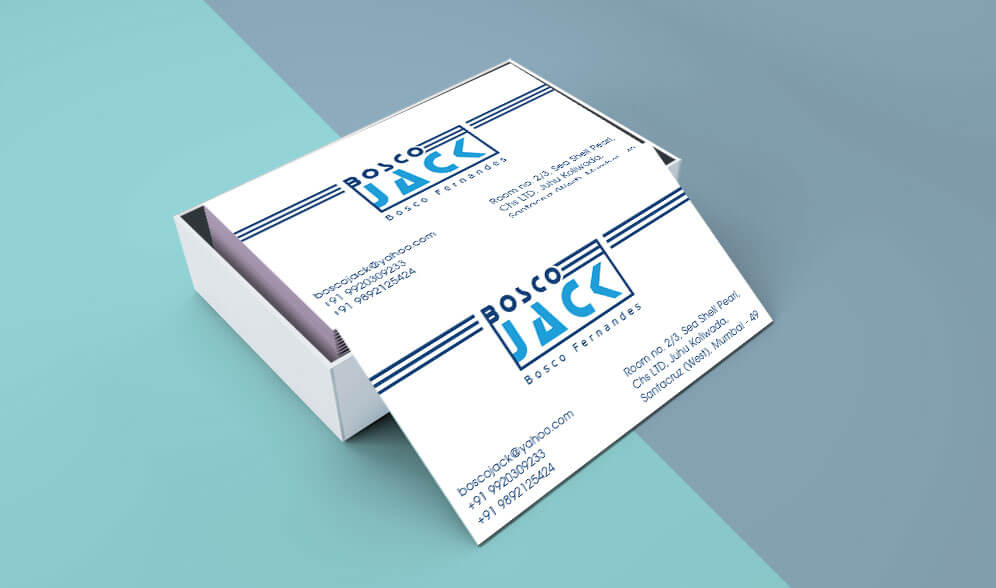 BOSCO
JACK
Bosco Fernandes
Room no. 2/3, Sea Shell Pearl,
Chs LTD, Juhu Koliwada,
Santacruz (West), Mumbai - 49
boscojack@yahoo.com
+91 9920309233
+91 9892125424
BOSCO
JACK
Bosco Fernandes
Room no. 2/3, Sea Shell Pearl,
Chs LTD, Juhu Koliwada,
Santacruz (West), Mumbai - 49
boscojack@yahoo.com
+91 9920309233
+91 9892125424